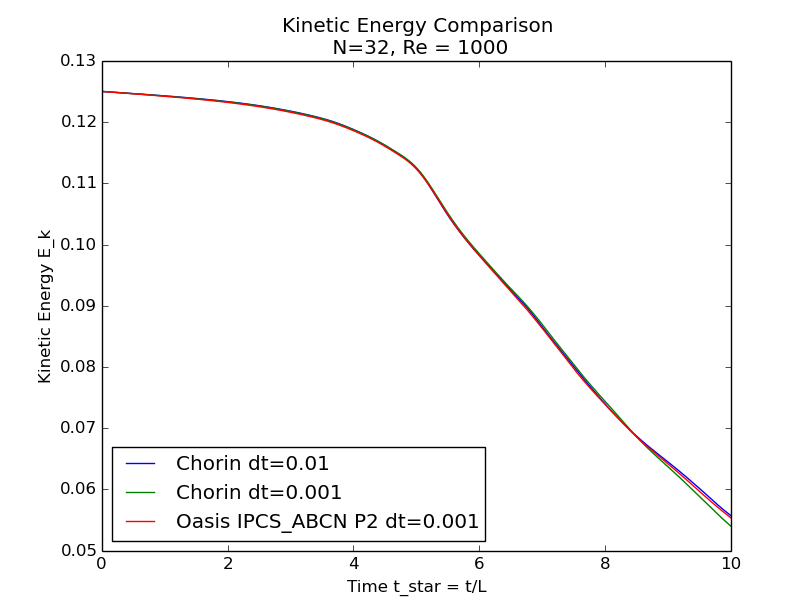 Kinetic Energy Comparison
N=32, Re = 1000
Kinetic Energy E_k
0.13
0.12
0.11
0.10
0.09
0.08
0.07
0.06
0.05
Chorin dt=0.01
Chorin dt=0.001
Oasis IPCS_ABCN P2 dt=0.001
0 2 4 6 8 10
Time t_star = t/L